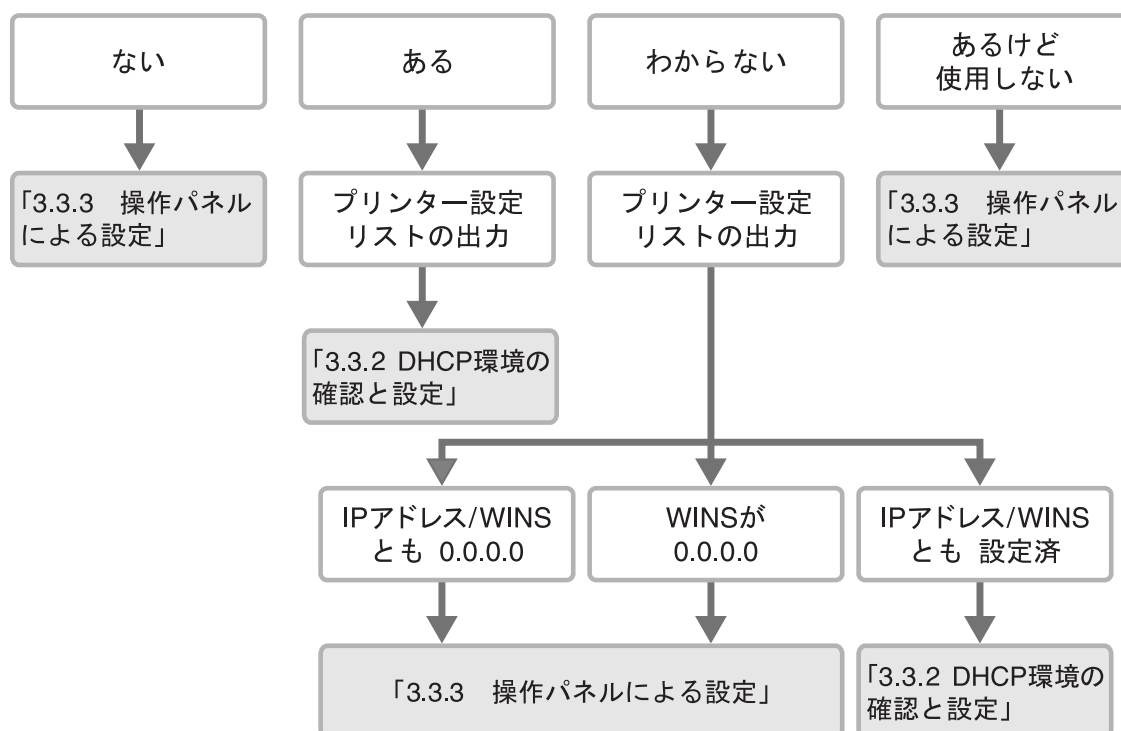 ない
ある
わからない
あるけど
使用しない
「3.3.3　操作パネル
による設定」
プリンター設定
リストの出力
プリンター設定
リストの出力
「3.3.3　操作パネル
による設定」
「3.3.2 DHCP環境の
確認と設定」
IPアドレス/WINS
とも 0.0.0.0
WINSが
0.0.0.0
IPアドレス/WINS
とも 設定済
「3.3.3　操作パネルによる設定」
「3.3.2 DHCP環境の
確認と設定」